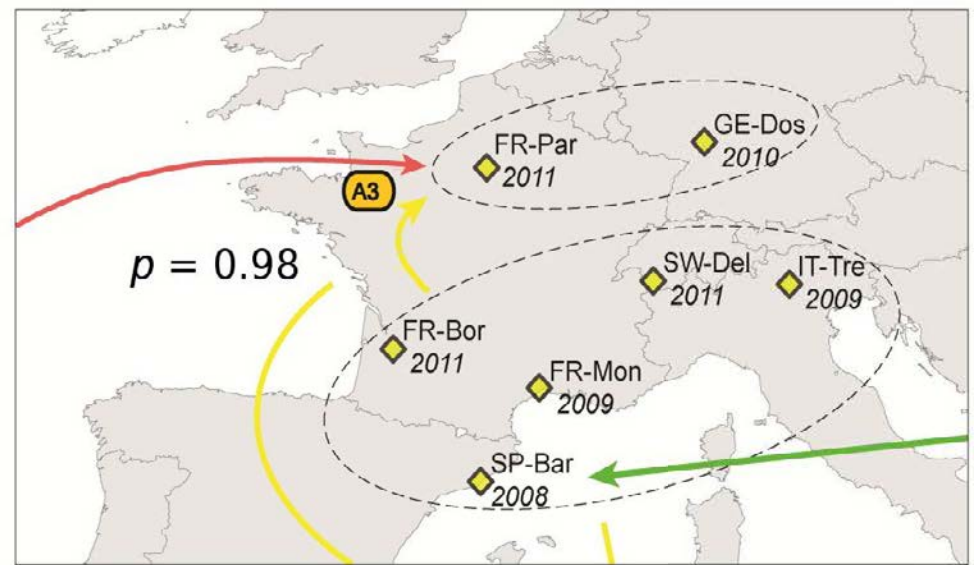 GE-Dos
2010
FR-Par
2011
A3
p = 0.98
SW-Del
2011
IT-Tre
2009
FR-Bor
2011
FR-Mon
2009
SP-Bar
2008